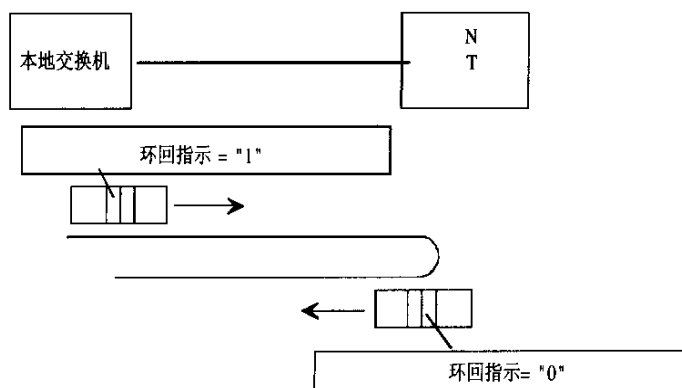 本地交换机
N
T
环回指示 = "1"
环回指示= "0"